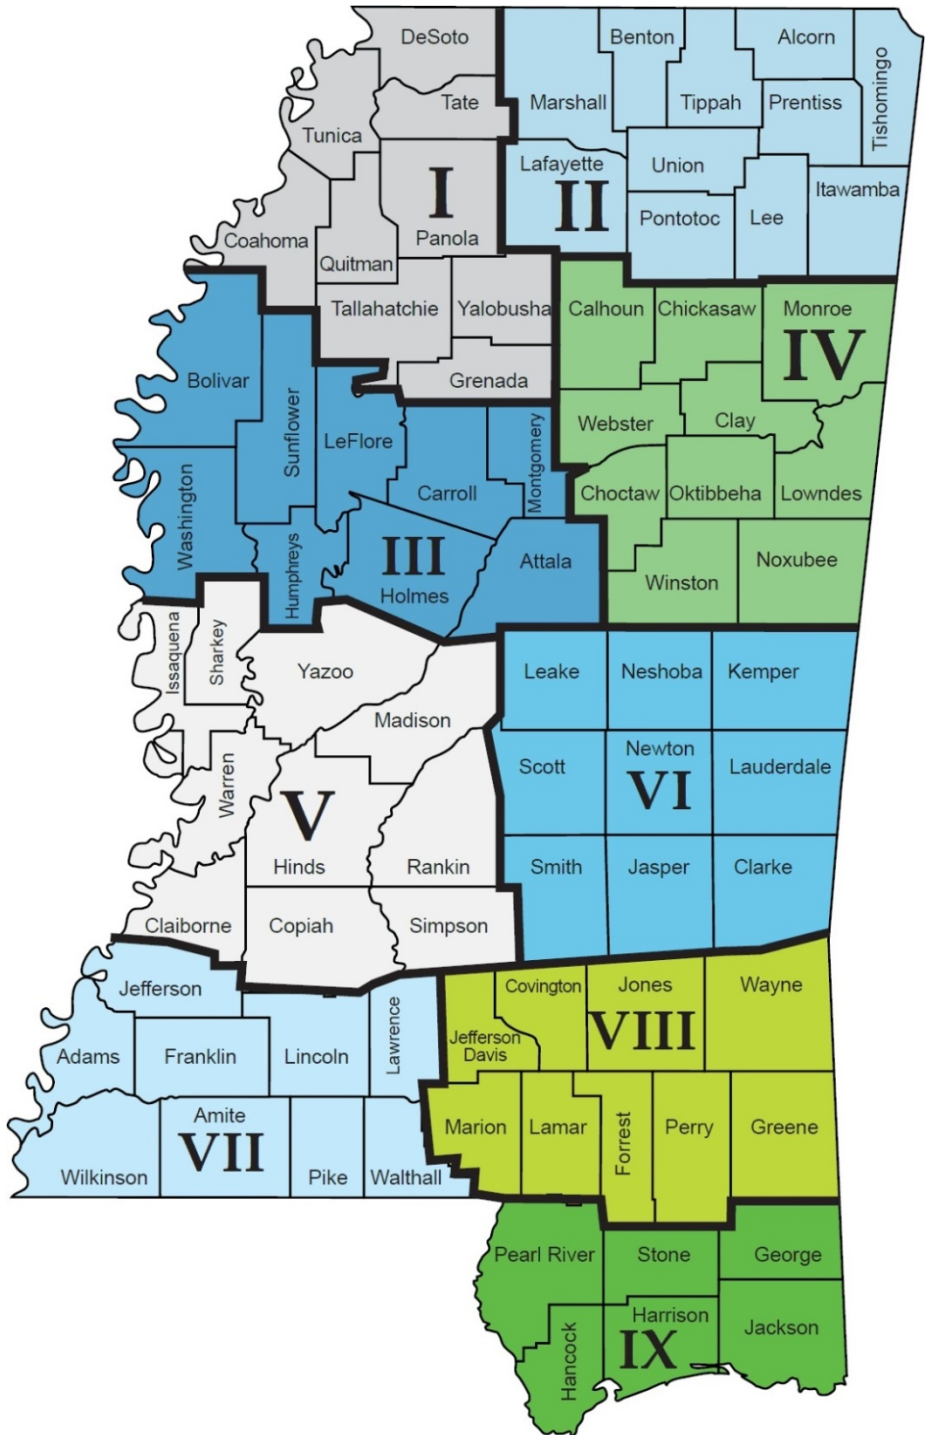 DeSoto
Benton
Alcorn
Tate
Marshall
Tippah
Prentiss
Tishomingo
Tunica
Lafayette
Union
I
II
Itawamba
Panola
Pontotoc
Lee
Coahoma
Quitman
Tallahatchie
Yalobusha
Calhoun
Chickasaw
Monroe
IV
Grenada
Bolivar
Sunflower
LeFlore
Webster
Clay
Montgomery
Carroll
Choctaw
Oktibbeha
Lowndes
Washington
Humphreys
III
Holmes
Attala
Winston
Noxubee
Issaquena
Sharkey
Yazoo
Leake
Neshoba
Kemper
Madison
Newton
Scott
VI
Lauderdale
Warren
V
Hinds
Rankin
Smith
Jasper
Clarke
Claiborne
Copiah
Simpson
Jefferson
Covington
Jones
Wayne
Lawrence
VIII
Adams
Franklin
Lincoln
Jefferson
Davis
Amite
VII
Marion
Lamar
Forrest
Perry
Greene
Wilkinson
Pike
Walthall
Pearl River
Stone
George
Harrison
Hancock
IX
Jackson